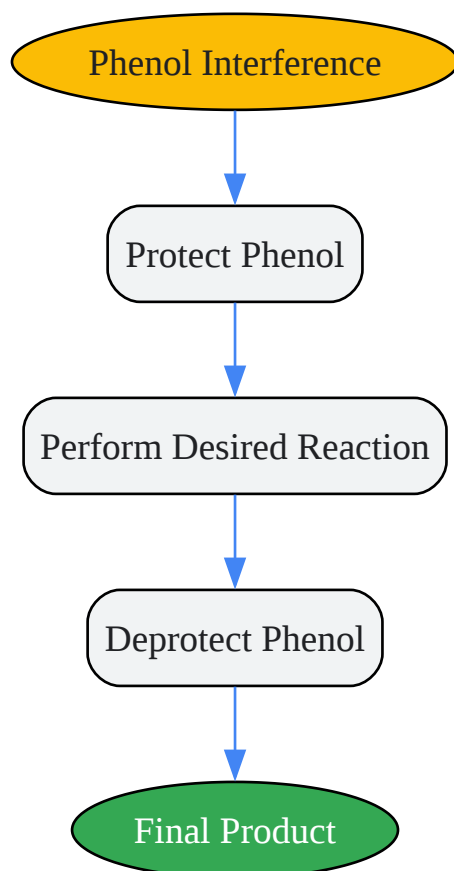 Phenol Interference
Protect Phenol
Perform Desired Reaction
Deprotect Phenol
Final Product